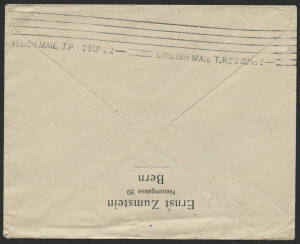 ENGLISH MAIL T.P.
ENGLISH MAIL T.P.
Ernst Zumstein
Neuengasse 39
Bern